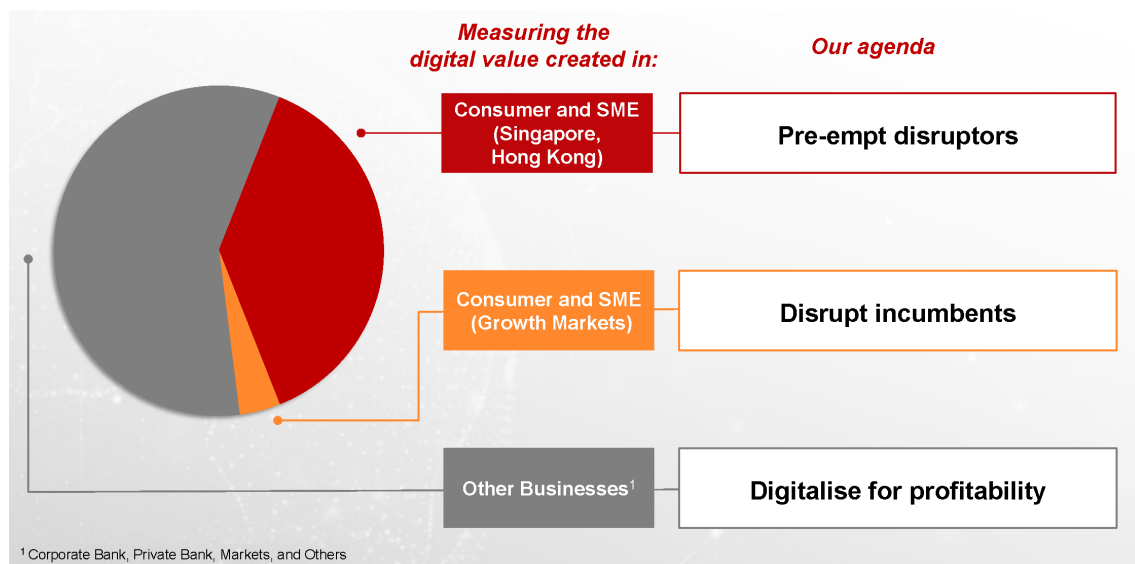 Measuring the
digital value created in:
Our agenda
Consumer and SME
(Singapore,
Hong Kong)
Pre-empt disruptors
Consumer and SME
(Growth Markets)
Disrupt incumbents
Other Businesses¹
Digitalise for profitability
¹ Corporate Bank, Private Bank, Markets, and Others